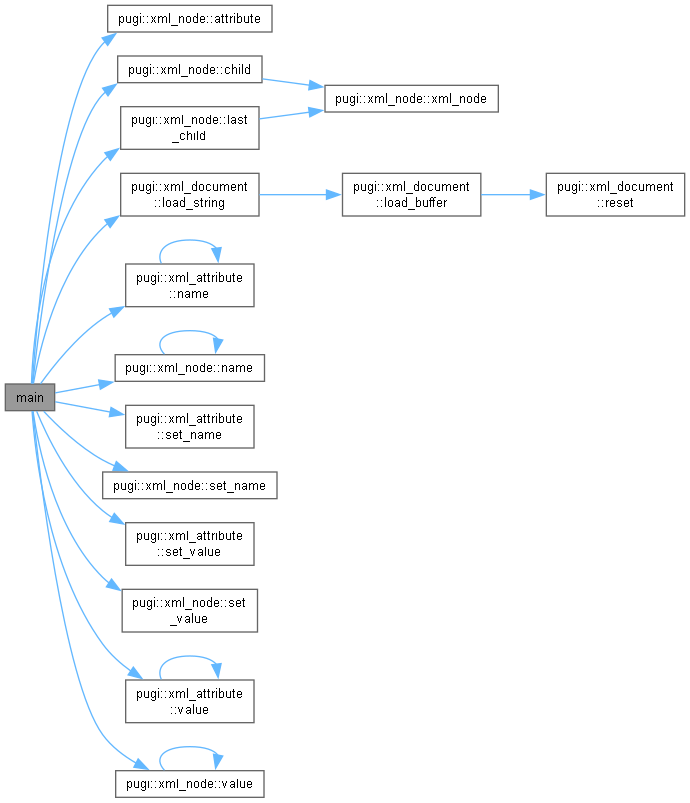 pugi::xml_node::attribute
pugi::xml_node::child
pugi::xml_node::xml_node
pugi::xml_node::last
_child
pugi::xml_document
::load_string
pugi::xml_document
::load_buffer
pugi::xml_document
::reset
pugi::xml_attribute
::name
pugi::xml_node::name
main
pugi::xml_attribute
::set_name
pugi::xml_node::set_name
pugi::xml_attribute
::set_value
pugi::xml_node::set
_value
pugi::xml_attribute
::value
pugi::xml_node::value